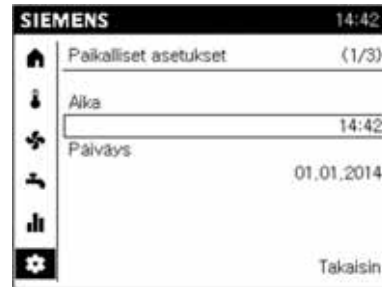 SIEMENS 14:42
Paikalliset asetukset (1/3)
Aika
14:42
Päiväys
01.01.2014
Takaisin